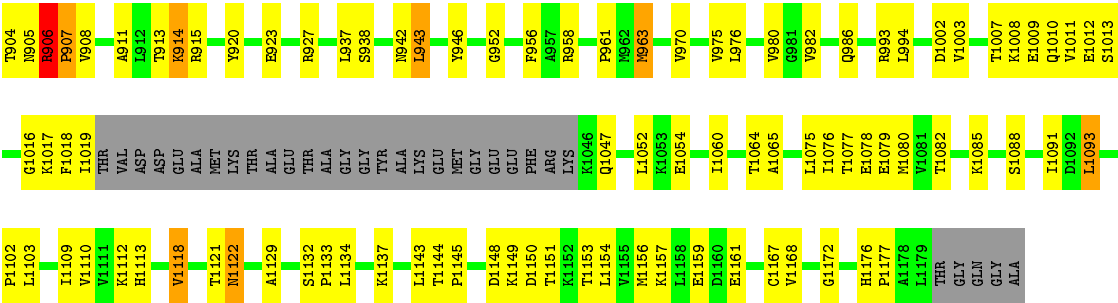 T904 N905 R906 P907 V908 A911 L912 T913 K914 R915 Y920 E923 R927 L937 S938 N942 L943 Y946 G952 F956 A957 R958 P961 M962 M963 V970 V975 L976 V980 G981 V982 Q986 R993 L994 D1002 V1003 T1007 K1008 E1009 Q1010 V1011 E1012 S1013
G1016 K1017 F1018 I1019 THR VAL ASP ASP GLU ALA MET LYS THR ALA GLU THR ALA GLY GLY TYR ALA LYS GLU MET GLY GLU GLU PHE ARG LYS K1046 Q1047 L1052 K1053 E1054 I1060 T1064 A1065 L1075 I1076 T1077 E1078 E1079 M1080 V1081 T1082 K1085 S1088 I1091 D1092 L1093
P1102 L1103 I1109 V1110 V1111 K1112 H1113 V1118 T1121 N1122 A1129 S1132 P1133 L1134 K1137 L1143 T1144 P1145 D1148 K1149 D1150 T1151 K1152 T1153 L1154 V1155 M1156 K1157 L1158 E1159 D1160 E1161 C1167 V1168 G1172 H1176 P1177 A1178 L1179 THR GLY GLN GLY ALA